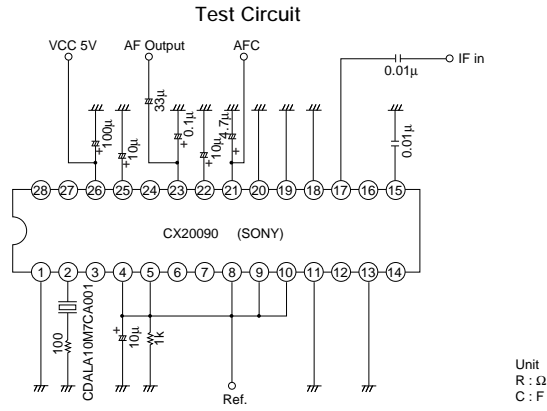 Test Circuit
VCC 5V
AF Output
AFC
IF in
0.01μ
33μ
100μ
+
10μ
+
0.1μ
+
10μ
+
4.7μ
+
0.01μ
28 27 26 25 24 23 22 21 20 19 18 17 16 15
CX20090 (SONY)
1 2 3 4 5 6 7 8 9 10 11 12 13 14
100
CDALA10M7CA001
+
10μ
1k
Ref.
Unit
R : Ω
C : F